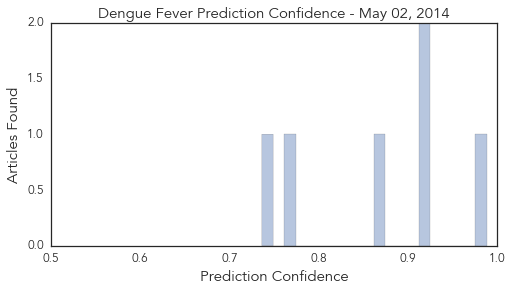 Dengue Fever Prediction Confidence - May 02, 2014
2.0
1.5
1.0
0.5
0.0
Articles Found
0.5 0.6 0.7 0.8 0.9 1.0
Prediction Confidence